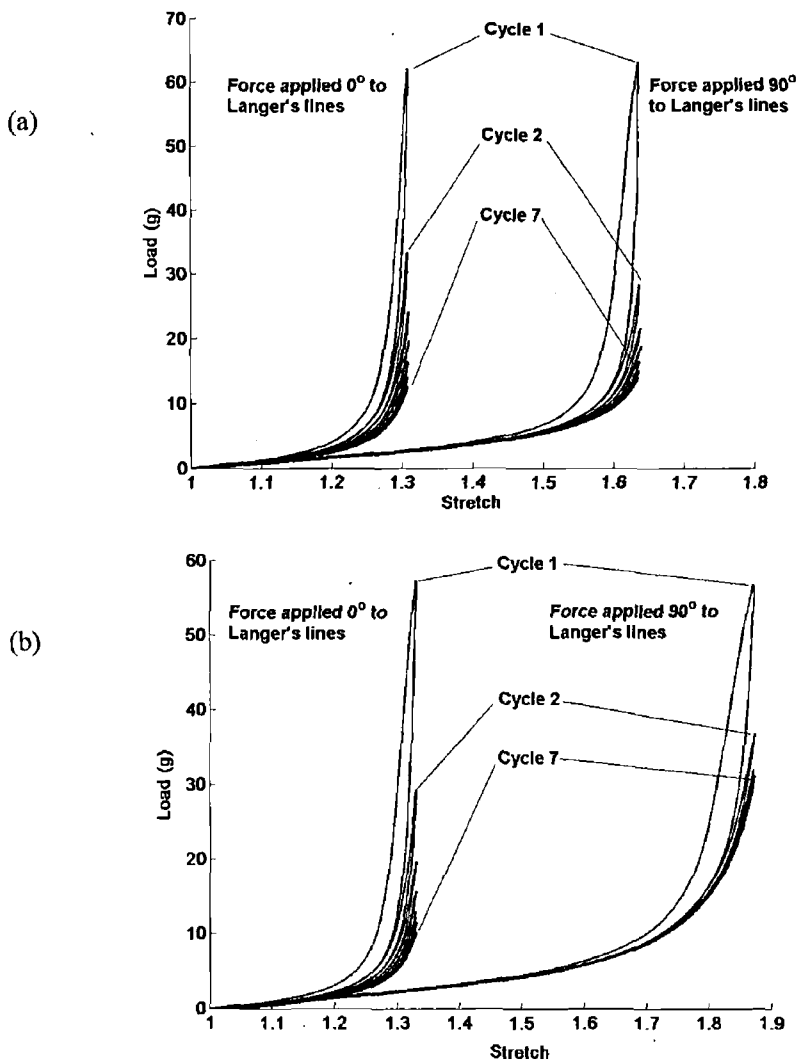 (a)
70
60
50
40
30
20
10
0
Load (g)
Cycle 1
Force applied 0° to
Langer's lines
Force applied 90°
to Langer's lines
Cycle 2
Cycle 7
1 1.1 1.2 1.3 1.4 1.5 1.6 1.7 1.8
Stretch
(b)
60
50
40
30
20
10
0
Load (g)
Cycle 1
Force applied 0° to
Langer's lines
Force applied 90° to
Langer's lines
Cycle 2
Cycle 7
1 1.1 1.2 1.3 1.4 1.5 1.6 1.7 1.8 1.9
Stretch